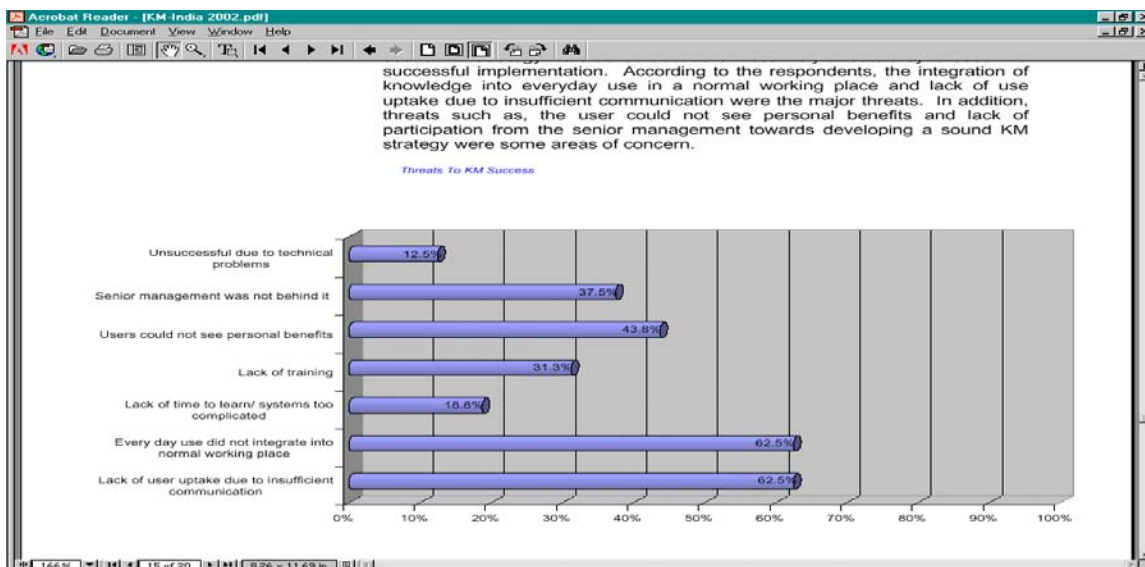 Acrobat Reader - [KM-India 2002.pdf]
File Edit Document View Window Help
successful implementation. According to the respondents, the integration of
knowledge into everyday use in a normal working place and lack of use
uptake due to insufficient communication were the major threats. In addition,
threats such as, the user could not see personal benefits and lack of
participation from the senior management towards developing a sound KM
strategy were some areas of concern.
Threats To KM Success
Unsuccessful due to technical
problems
12.5%
Senior management was not behind it
37.5%
Users could not see personal benefits
43.8%
Lack of training
31.3%
Lack of time to learn/ systems too
complicated
18.8%
Every day use did not integrate into
normal working place
62.5%
Lack of user uptake due to insufficient
communication
62.5%
0% 10% 20% 30% 40% 50% 60% 70% 80% 90% 100%
166% 15 of 20 8.26 x 11.69 in